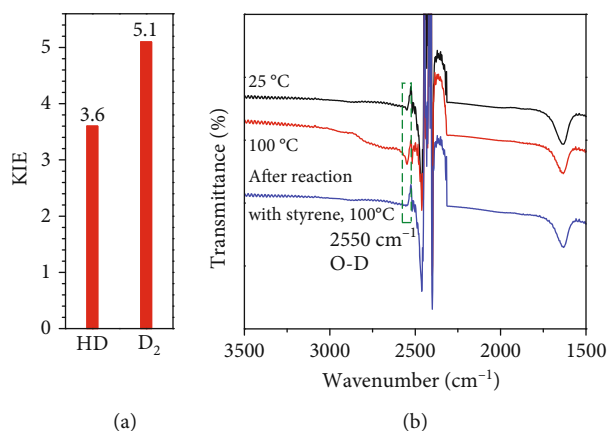 (a)
5.1
3.6
KIE
5
4
3
2
1
0
HD
D₂
(a)
(b)
25 °C
100 °C
After reaction
with styrene, 100°C
2550 cm⁻¹
O-D
Transmittance (%)
3500
3000
2500
2000
1500
Wavenumber (cm⁻¹)
(b)